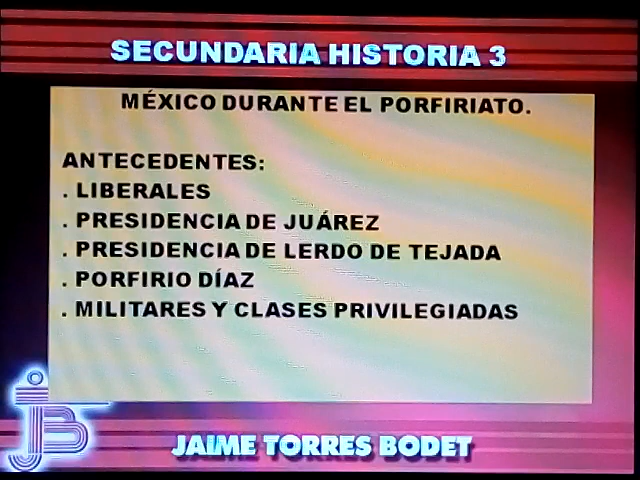 SECUNDARIA HISTORIA 3
MÉXICO DURANTE EL PORFIRIATO.
ANTECEDENTES:
. LIBERALES
. PRESIDENCIA DE JUÁREZ
. PRESIDENCIA DE LERDO DE TEJADA
. PORFIRIO DÍAZ
. MILITARES Y CLASES PRIVILEGIADAS
jB
JAIME TORRES BODET